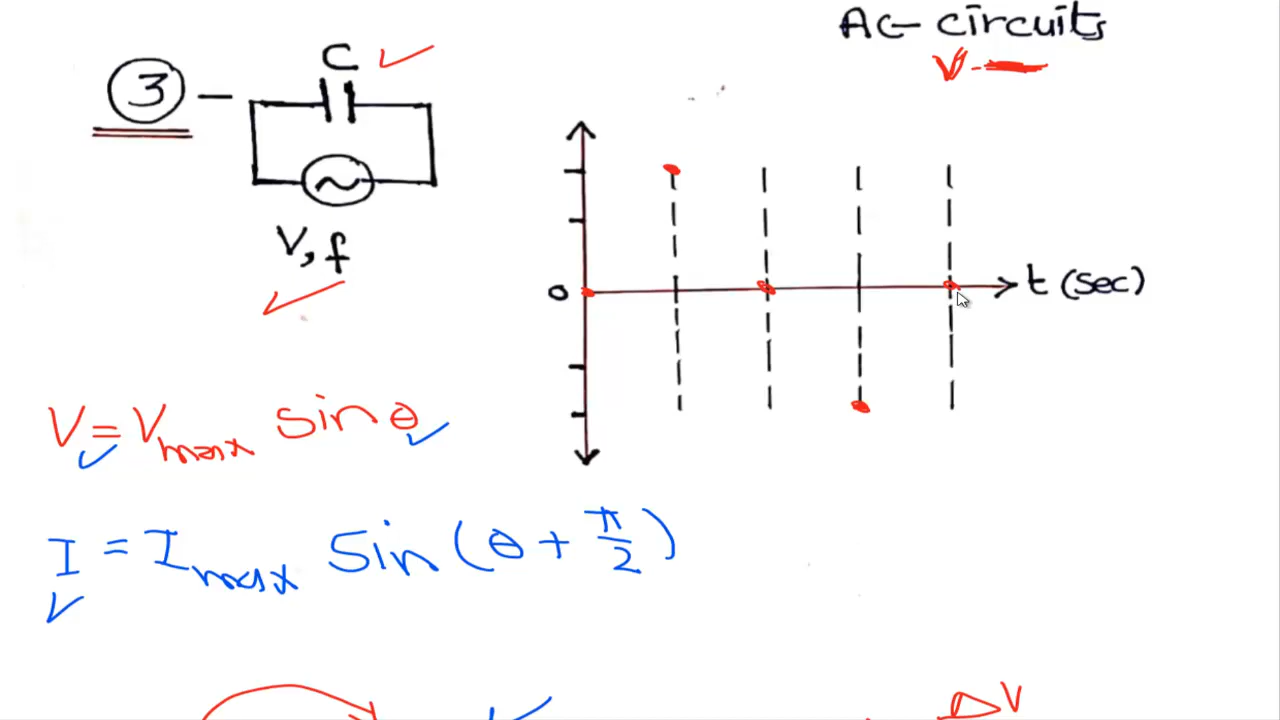 AC-circuits
V -
3 -
C
V, f
0
t (sec)
V = Vmax sin θ
I = Imax Sin (θ + π/2)
V